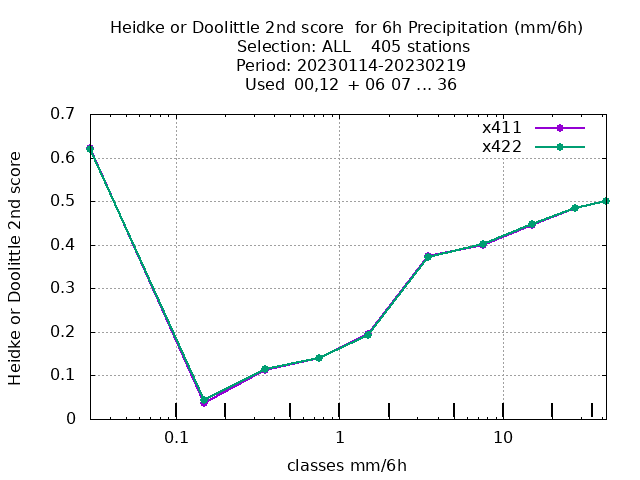 Heidke or Doolittle 2nd score  for 6h Precipitation (mm/6h)
Selection: ALL    405 stations
Period: 20230114-20230219
Used  00,12  + 06 07 ... 36
x411
x422
Heidke or Doolittle 2nd score
0.7
0.6
0.5
0.4
0.3
0.2
0.1
0
0.1
1
10
classes mm/6h